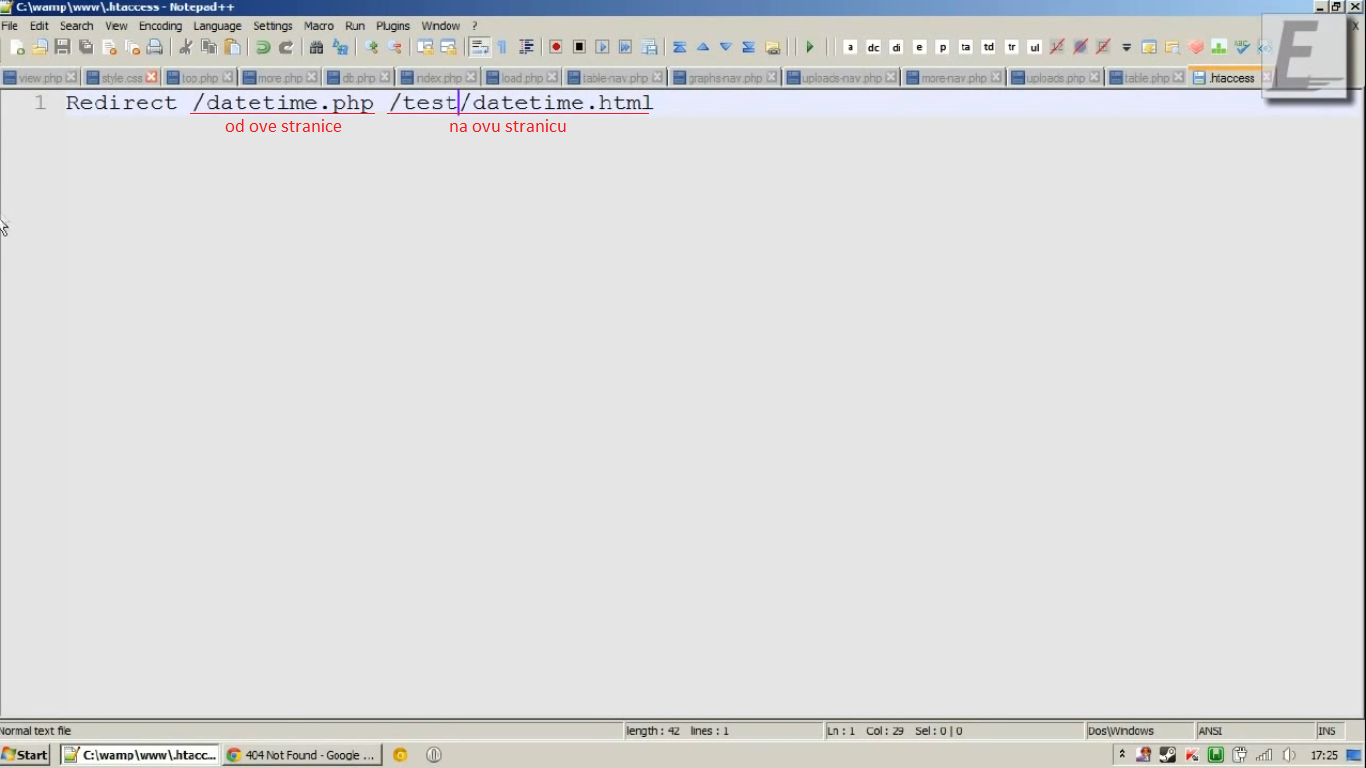 C:\wamp\www\.htaccess - Notepad++
File Edit Search View Encoding Language Settings Macro Run Plugins Window ?
a dc di e p ta td tr ul
view.php style.css top.php more.php db.php index.php load.php table-nav.php graphs-nav.php uploads-nav.php more-nav.php uploads.php table.php .htaccess
E
1 Redirect /datetime.php /test/datetime.html
od ove stranice na ovu stranicu
Normal text file length : 42 lines : 1 Ln : 1 Col : 29 Sel : 0 | 0 Dos\Windows ANSI INS
Start C:\wamp\www\.htacc... 404 Not Found - Google ... 17:25